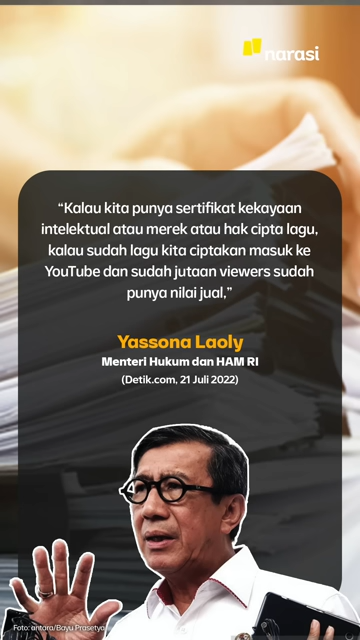 narasi
“Kalau kita punya sertifikat kekayaan
intelektual atau merek atau hak cipta lagu,
kalau sudah lagu kita ciptakan masuk ke
YouTube dan sudah jutaan viewers sudah
punya nilai jual,”
Yassona Laoly
Menteri Hukum dan HAM RI
(Detik.com, 21 Juli 2022)
Foto: antara/Bayu Prasetyo